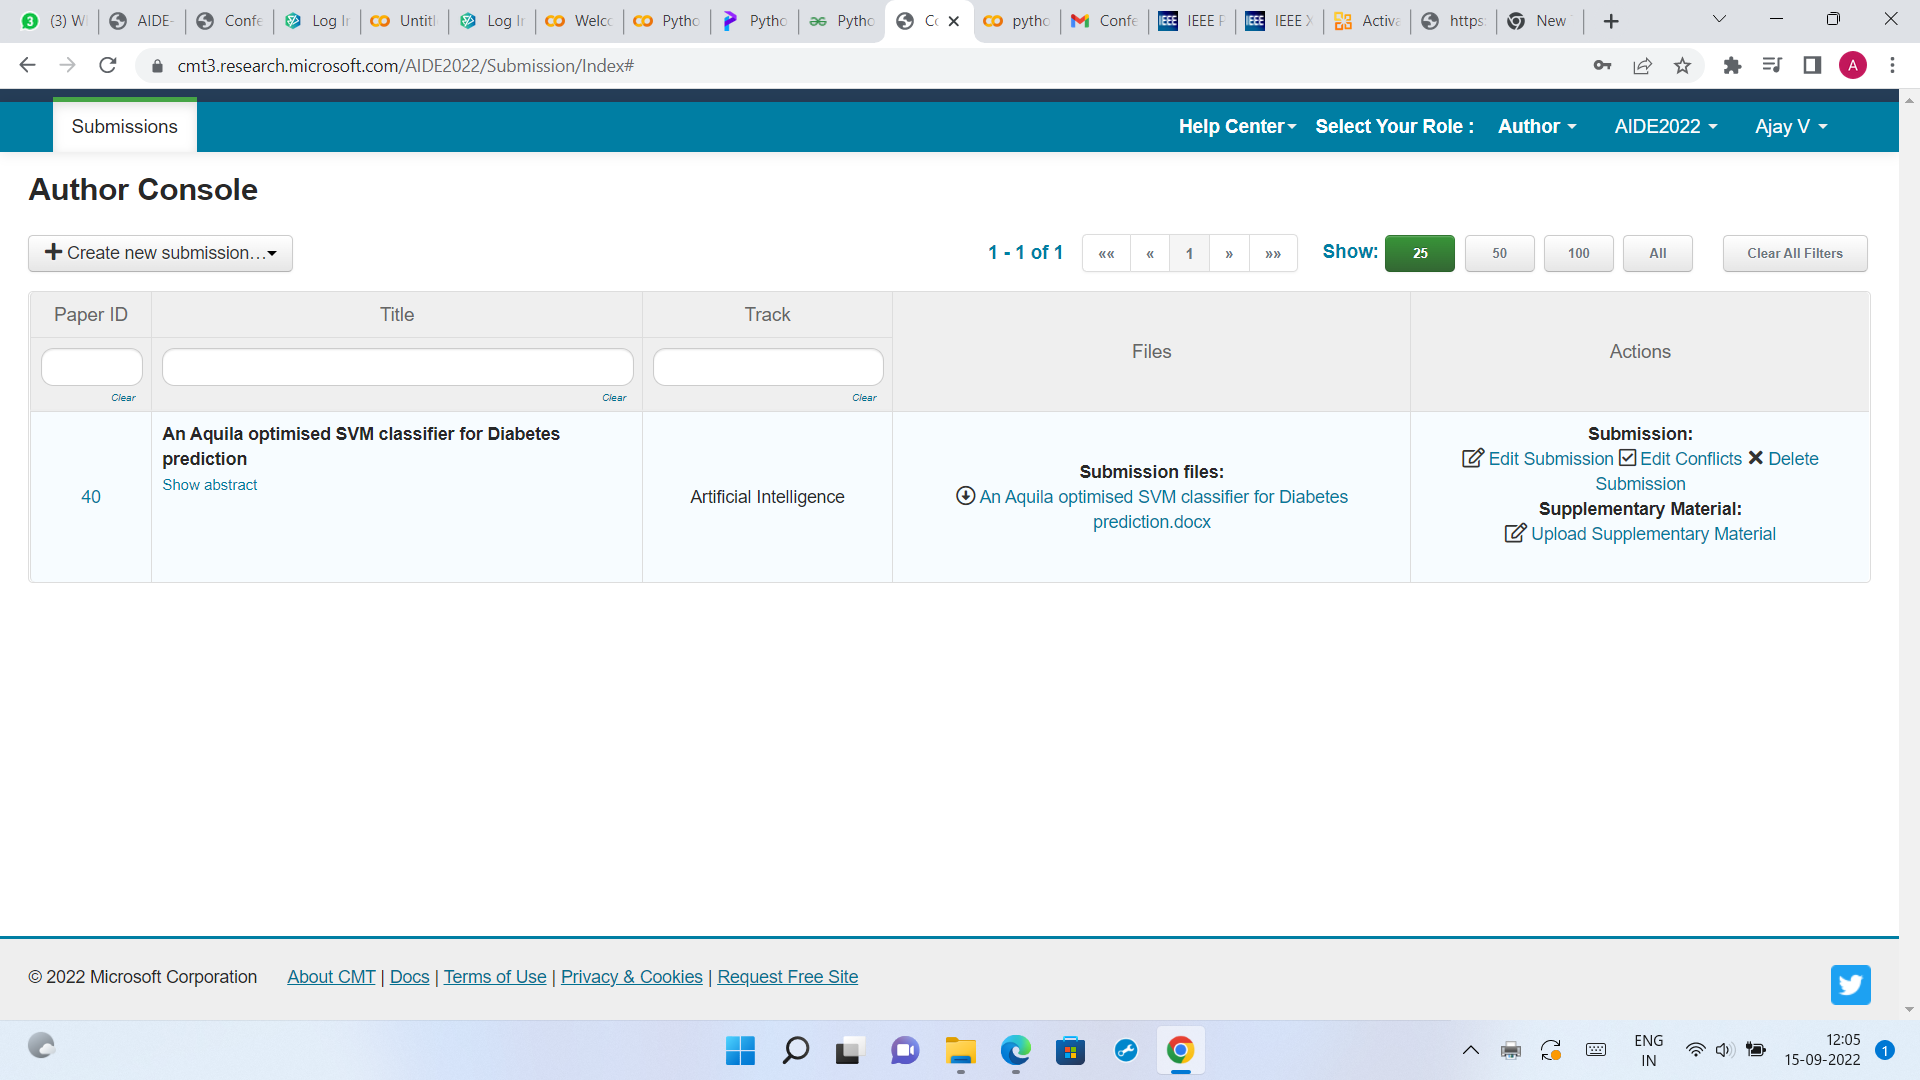 (3) W
AIDE-
Confe
Log In
Untitl
Log In
Welco
Pytho
Pytho
Pytho
Co
pytho
Confe
IEEE P
IEEE X
Activa
https:
New
cmt3.research.microsoft.com/AIDE2022/Submission/Index#
A
Submissions
Help Center
Select Your Role :
Author
AIDE2022
Ajay V
Author Console
Create new submission...
1 - 1 of 1
««
«
1
»
»»
Show:
25
50
100
All
Clear All Filters
Paper ID
Title
Track
Files
Actions
Clear
Clear
Clear
40
An Aquila optimised SVM classifier for Diabetes
prediction
Show abstract
Artificial Intelligence
Submission files:
An Aquila optimised SVM classifier for Diabetes
prediction.docx
Submission:
Edit Submission Edit Conflicts Delete
Submission
Supplementary Material:
Upload Supplementary Material
© 2022 Microsoft Corporation
About CMT | Docs | Terms of Use | Privacy & Cookies | Request Free Site
ENG
IN
12:05
15-09-2022
1